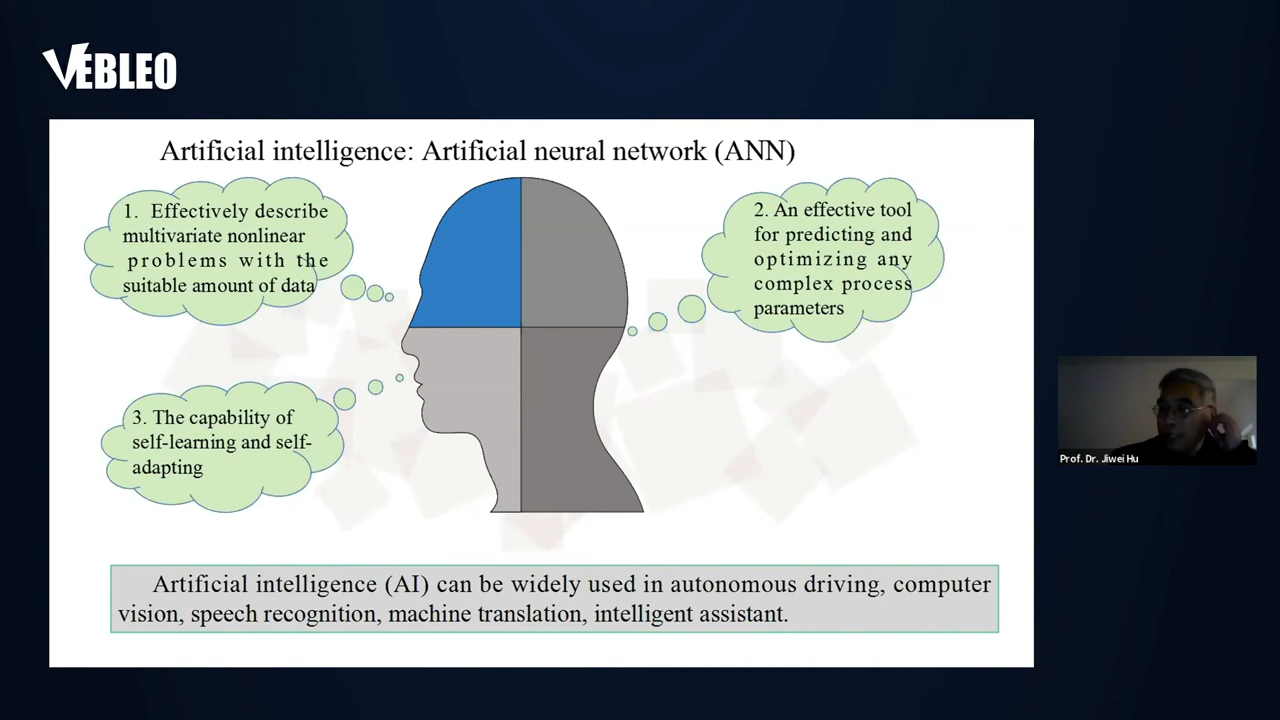 VEBLEO
Artificial intelligence: Artificial neural network (ANN)
1. Effectively describe
multivariate nonlinear
problems with the
suitable amount of data
2. An effective tool
for predicting and
optimizing any
complex process
parameters
3. The capability of
self-learning and self-
adapting
Artificial intelligence (AI) can be widely used in autonomous driving, computer
vision, speech recognition, machine translation, intelligent assistant.
Prof. Dr. Jiwei Hu